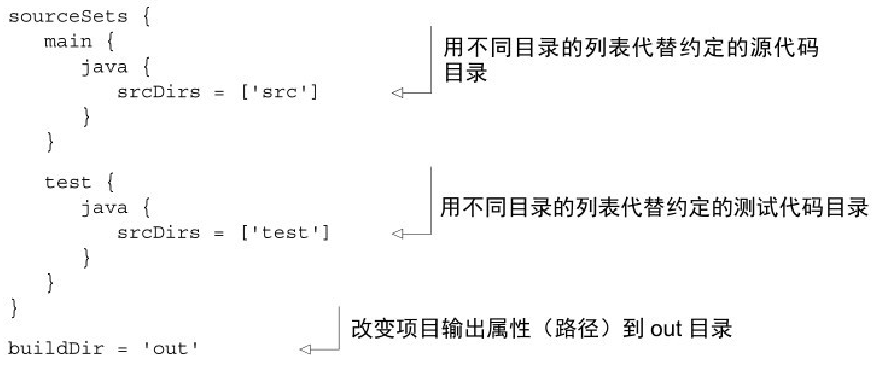 sourceSets {
main {
java {
srcDirs = ['src']
}
}
用不同目录的列表代替约定的源代码
目录
test {
java {
srcDirs = ['test']
}
}
}
用不同目录的列表代替约定的测试代码目录
buildDir = 'out'
改变项目输出属性（路径）到 out 目录